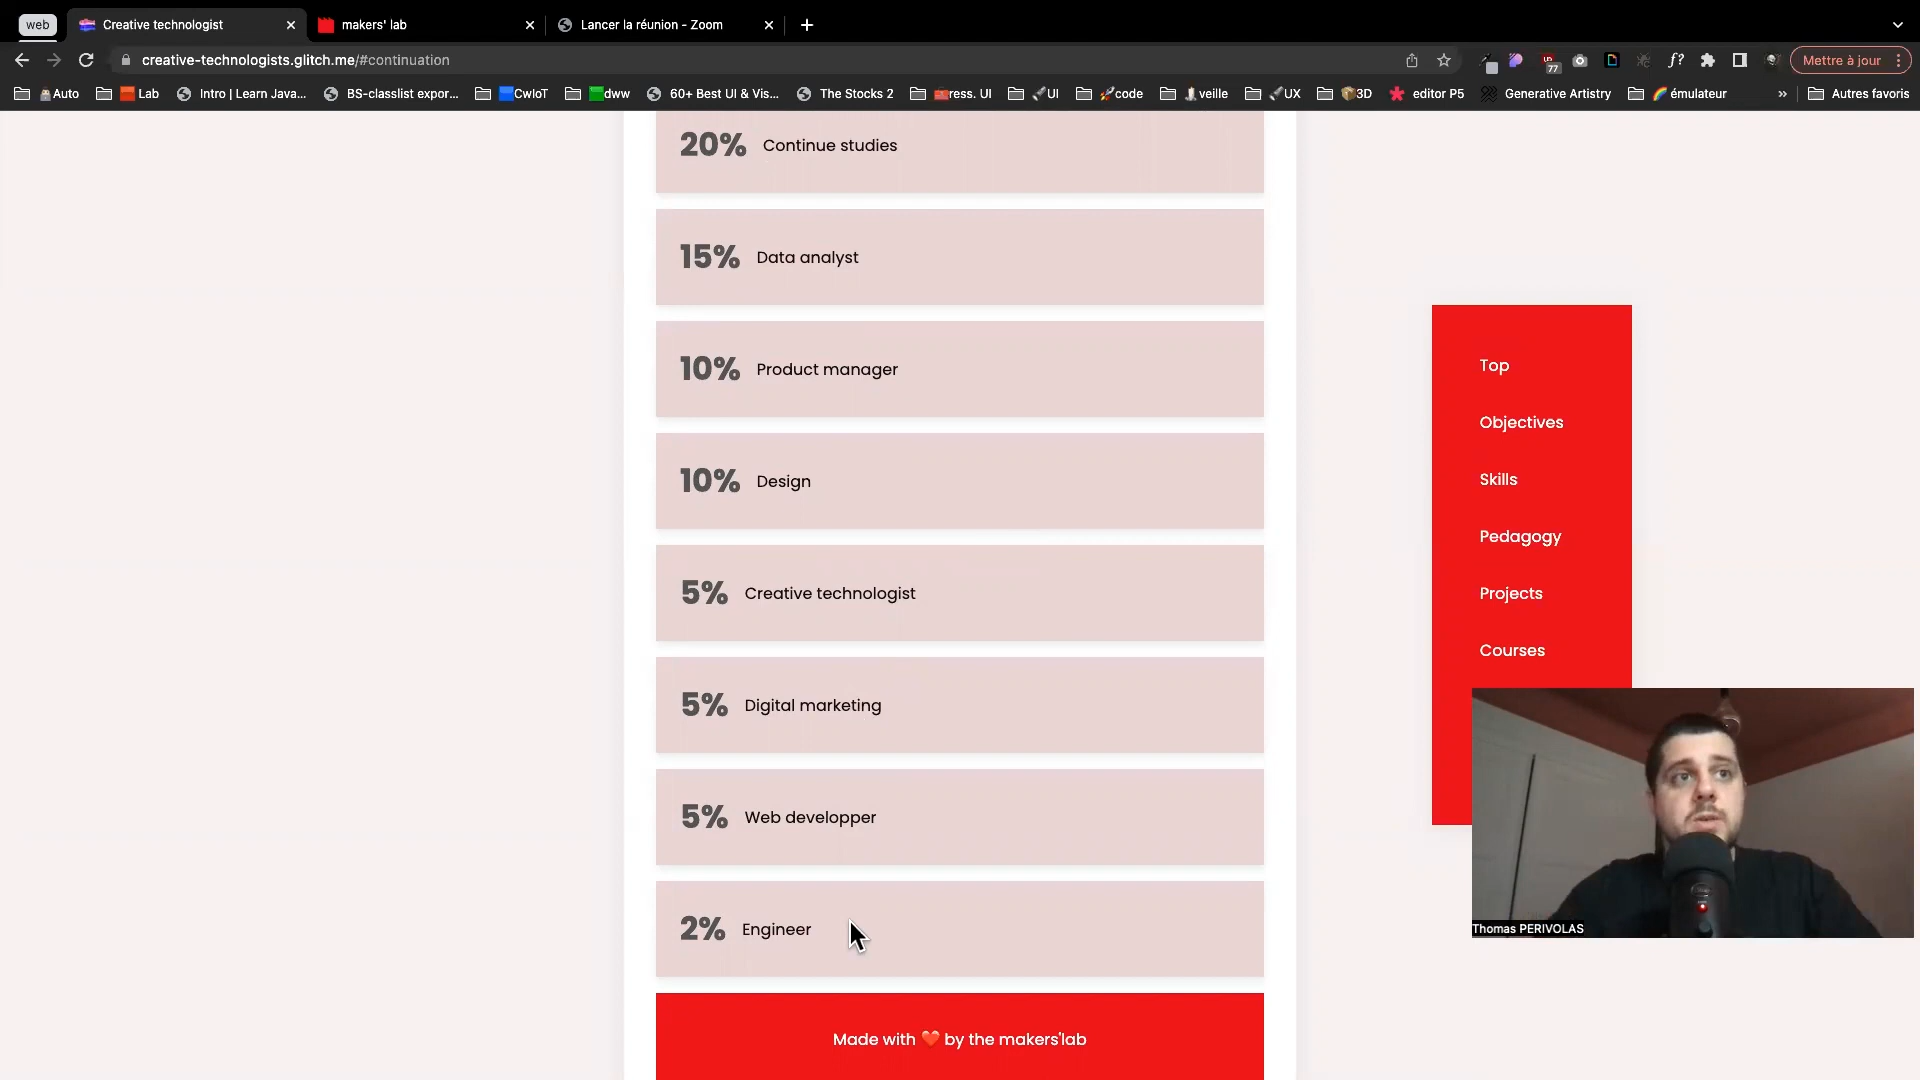 web
Creative technologist
makers' lab
Lancer la réunion - Zoom
creative-technologists.glitch.me/#continuation
77
f?
Mettre à jour
Auto
Lab
Intro | Learn Java...
BS-classlist expor...
CwIoT
dww
60+ Best UI & Vis...
The Stocks 2
ress. UI
UI
code
veille
UX
3D
editor P5
Generative Artistry
émulateur
»
Autres favoris
20% Continue studies
15% Data analyst
10% Product manager
10% Design
5% Creative technologist
5% Digital marketing
5% Web developper
2% Engineer
Made with ❤️ by the makers'lab
Top
Objectives
Skills
Pedagogy
Projects
Courses
Thomas PERIVOLAS